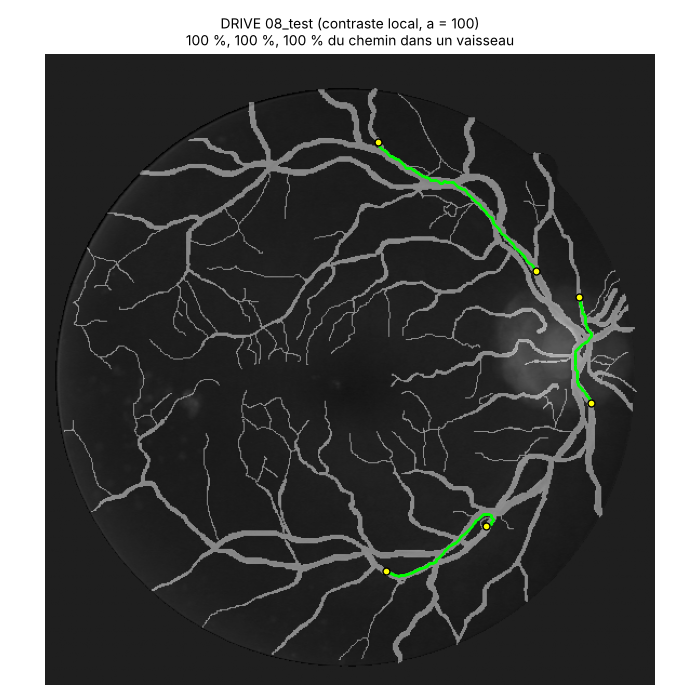 DRIVE 08_test (contraste local, a = 100)
100 %, 100 %, 100 % du chemin dans un vaisseau